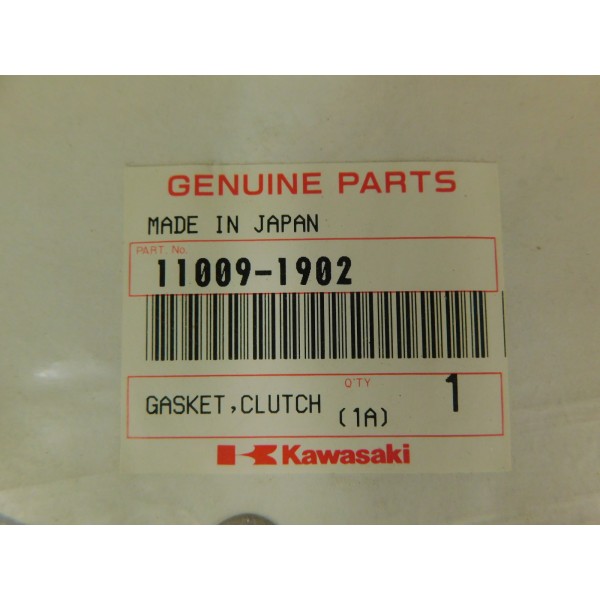 GENUINE PARTS
MADE IN JAPAN
PART. No.
11009-1902
GASKET,CLUTCH
Q'TY
(1A)
1
Kawasaki